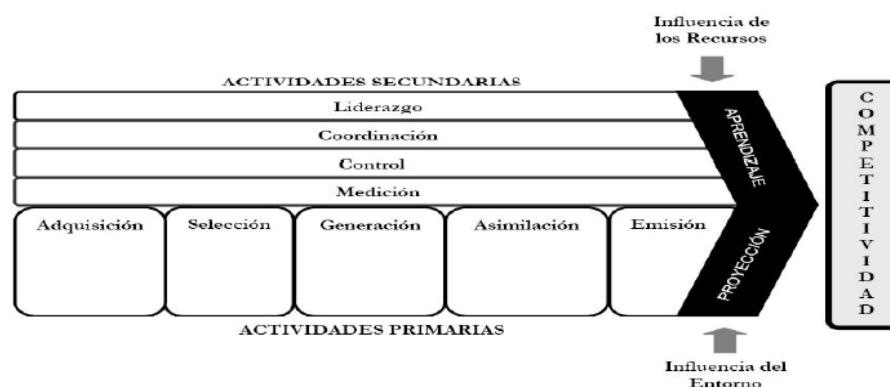 Influencia de
los Recursos
ACTIVIDADES SECUNDARIAS
Liderazgo
Coordinación
Control
Medición
Adquisición
Selección
Generación
Asimilación
Emisión
APRENDIZAJE
PROYECCIÓN
COMPETITIVIDAD
ACTIVIDADES PRIMARIAS
Influencia del
Entorno